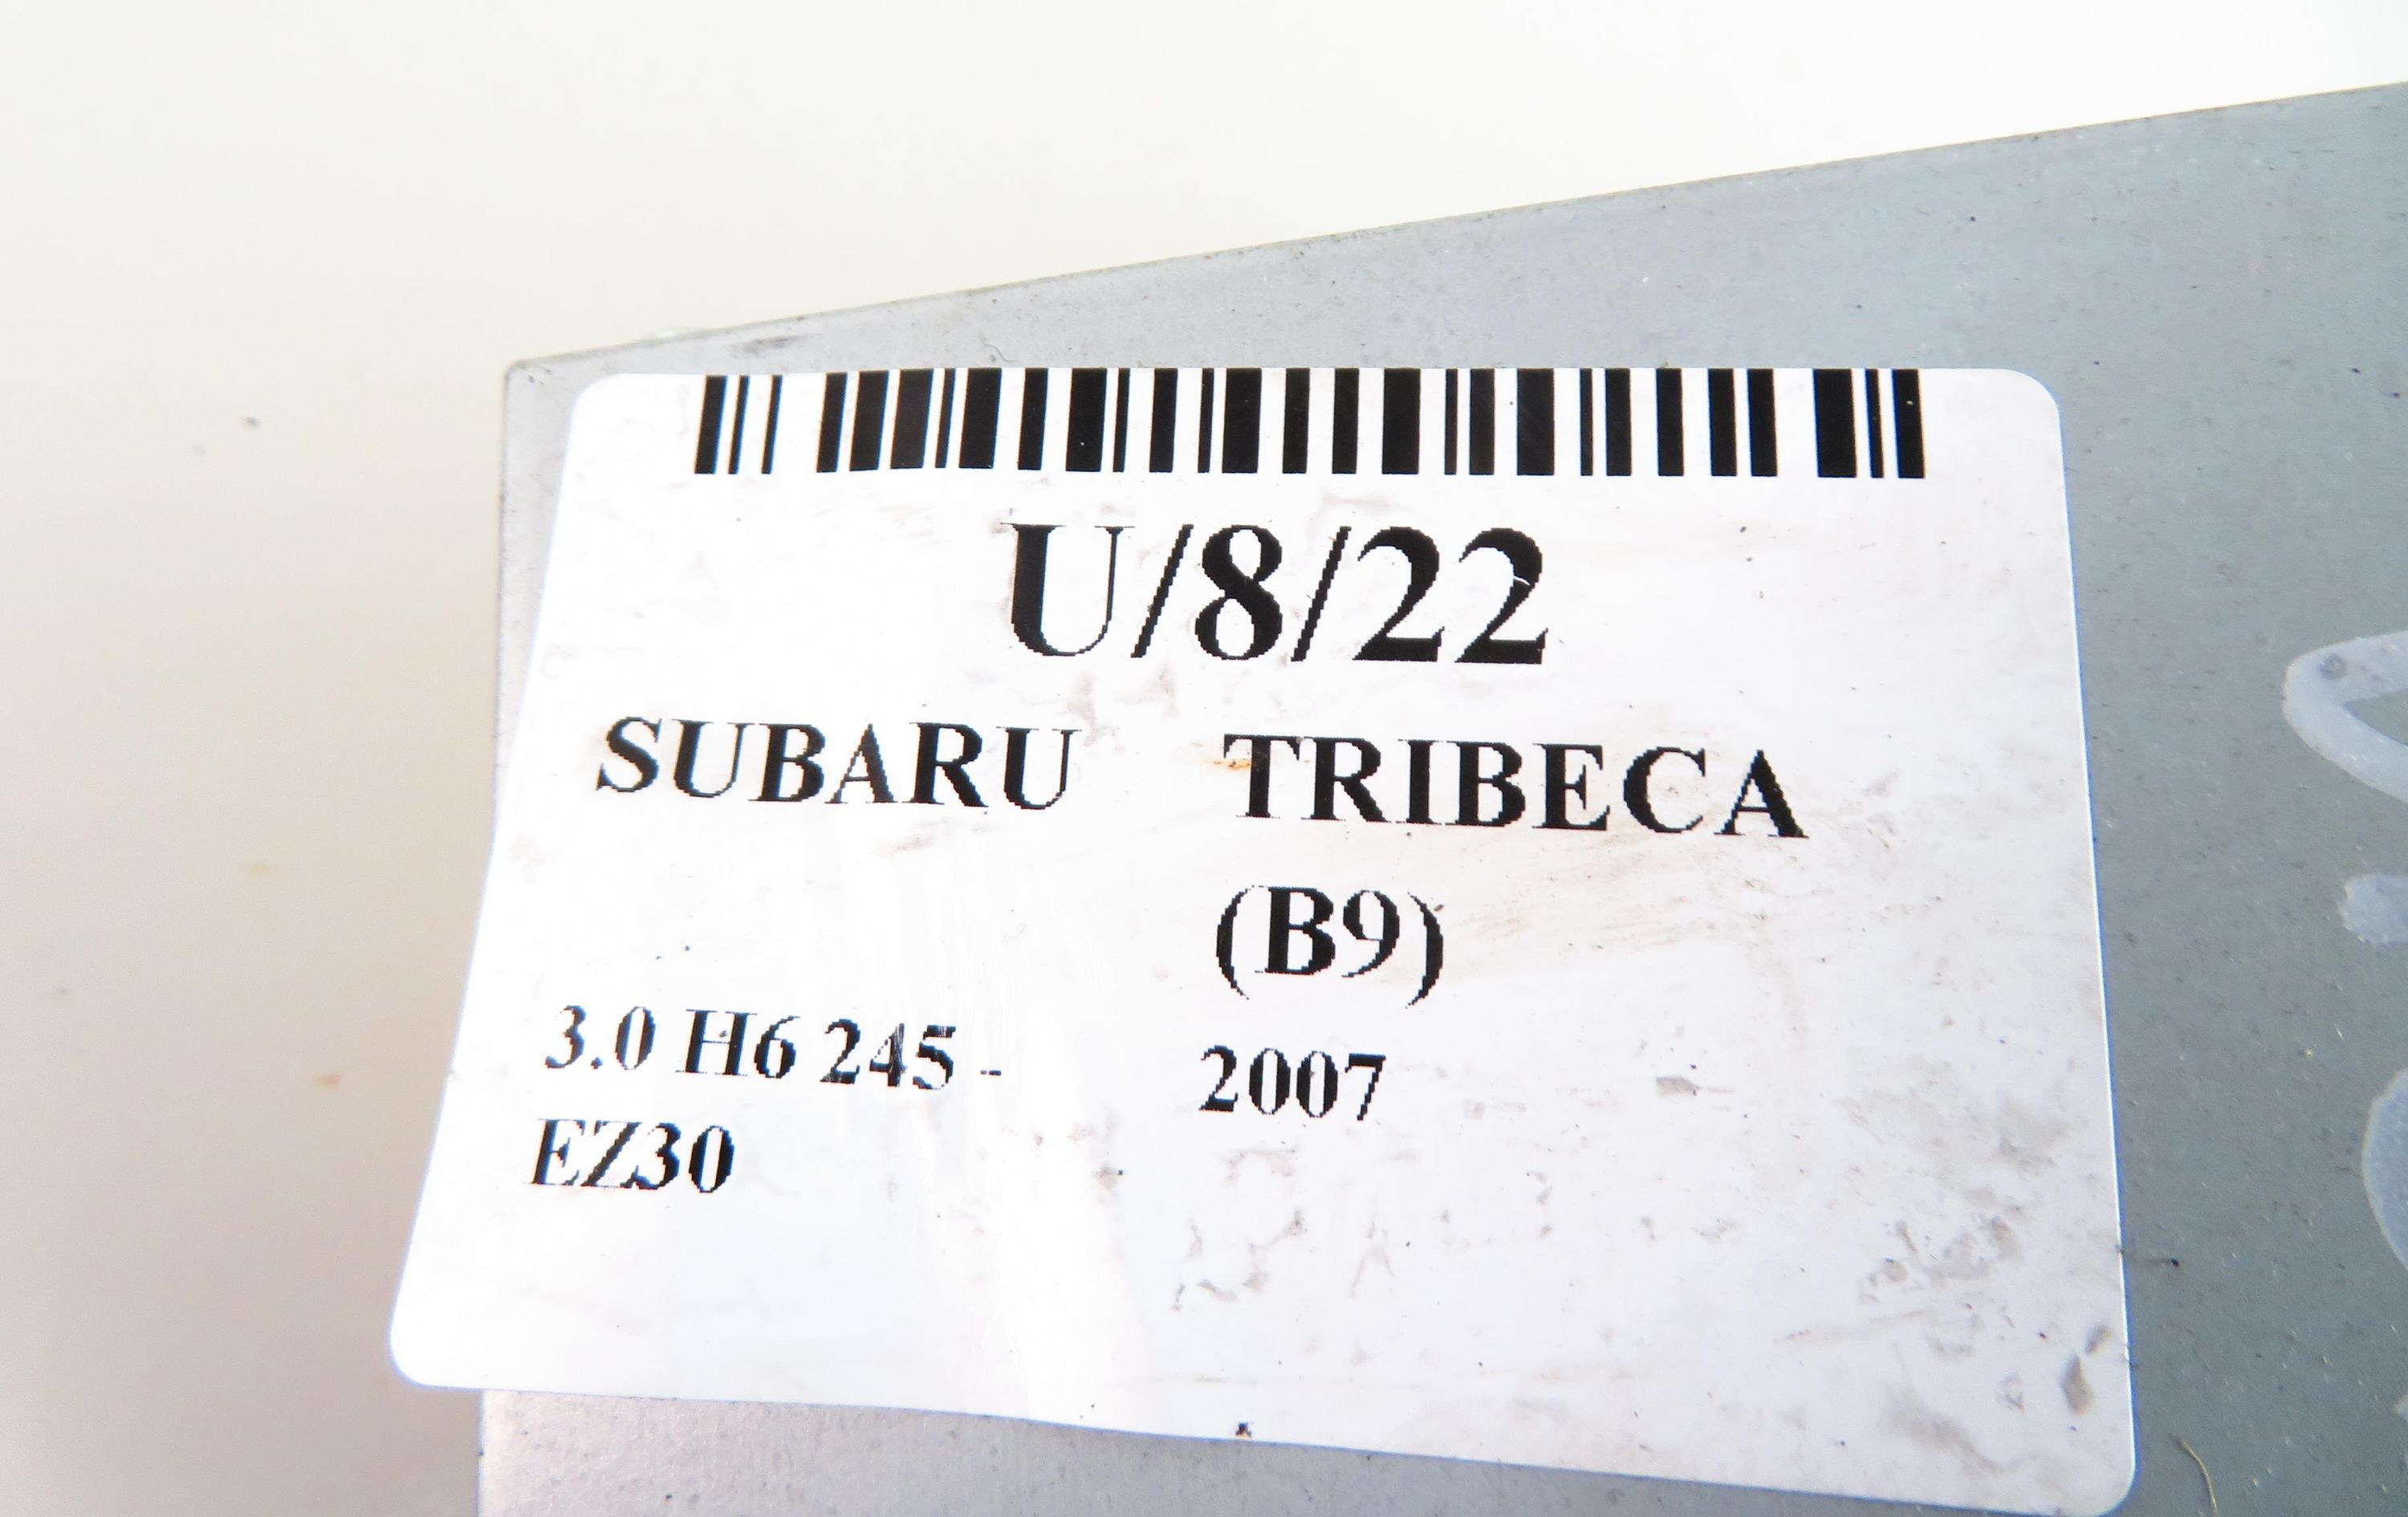 U/8/22
SUBARU TRIBECA
(B9)
3.0 H6 245 - 2007
EZ30